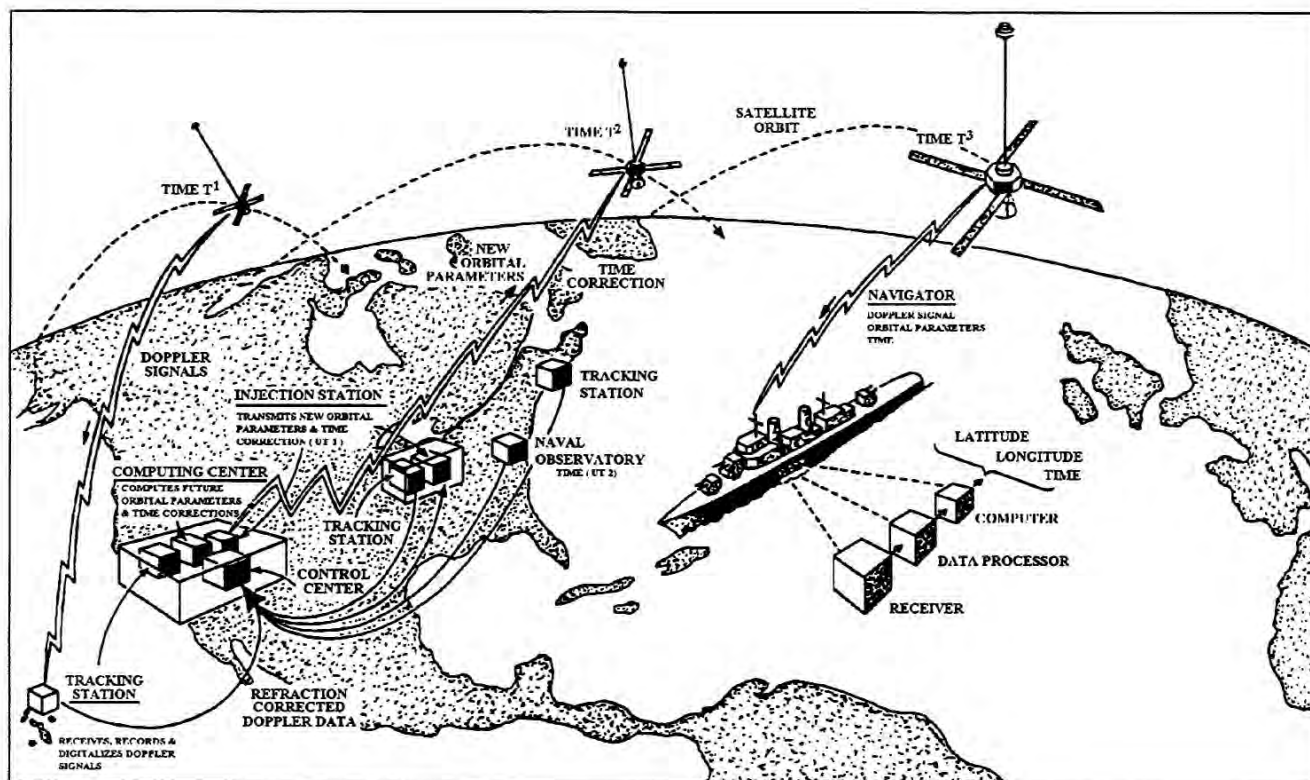 SATELLITE
ORBIT
TIME T¹
TIME T²
TIME T³
NEW
ORBITAL
PARAMETERS
TIME
CORRECTION
NAVIGATOR
DOPPLER SIGNAL
ORBITAL PARAMETERS
TIME
DOPPLER
SIGNALS
INJECTION STATION
TRANSMITS NEW ORBITAL
PARAMETERS & TIME
CORRECTION ( UT 1 )
TRACKING
STATION
NAVAL
OBSERVATORY
TIME ( UT 2 )
COMPUTING CENTER
COMPUTES FUTURE
ORBITAL PARAMETERS
& TIME CORRECTIONS
TRACKING
STATION
CONTROL
CENTER
LATITUDE
LONGITUDE
TIME
COMPUTER
DATA PROCESSOR
RECEIVER
TRACKING
STATION
REFRACTION
CORRECTED
DOPPLER DATA
RECEIVES, RECORDS &
DIGITALIZES DOPPLER
SIGNALS